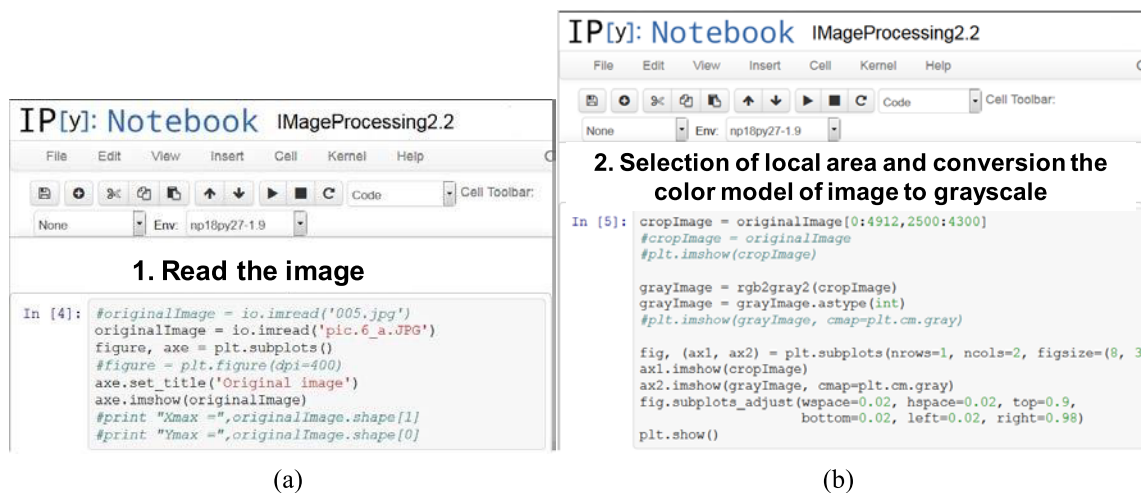 IP[y]: Notebook IMageProcessing2.2
File Edit View Insert Cell Kernel Help
Code Cell Toolbar:
None Env: np18py27-1.9
1. Read the image
In [4]: #originalImage = io.imread('005.jpg')
originalImage = io.imread('pic.6_a.JPG')
figure, axe = plt.subplots()
#figure = plt.figure(dpi=400)
axe.set_title('Original image')
axe.imshow(originalImage)
#print "Xmax =",originalImage.shape[1]
#print "Ymax =",originalImage.shape[0]
(a)
IP[y]: Notebook IMageProcessing2.2
File Edit View Insert Cell Kernel Help
Code Cell Toolbar:
None Env: np18py27-1.9
2. Selection of local area and conversion the
color model of image to grayscale
In [5]: cropImage = originalImage[0:4912,2500:4300]
#cropImage = originalImage
#plt.imshow(cropImage)
grayImage = rgb2gray2(cropImage)
grayImage = grayImage.astype(int)
#plt.imshow(grayImage, cmap=plt.cm.gray)
fig, (ax1, ax2) = plt.subplots(nrows=1, ncols=2, figsize=(8, 3
ax1.imshow(cropImage)
ax2.imshow(grayImage, cmap=plt.cm.gray)
fig.subplots_adjust(wspace=0.02, hspace=0.02, top=0.9,
bottom=0.02, left=0.02, right=0.98)
plt.show()
(b)